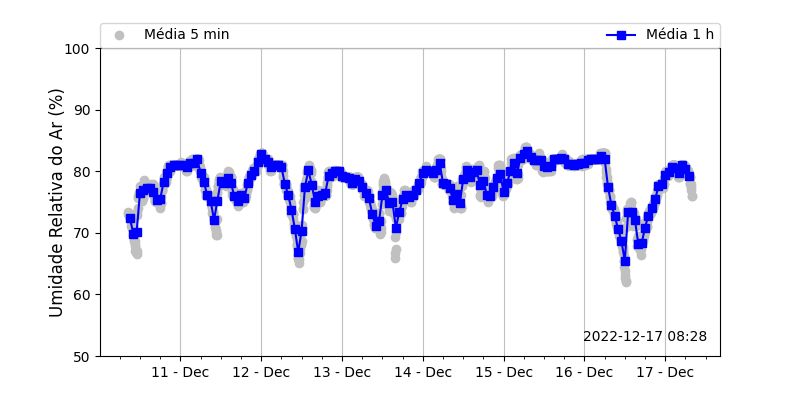 Média 5 min
Média 1 h
Umidade Relativa do Ar (%)
100
90
80
70
60
50
2022-12-17 08:28
11 - Dec
12 - Dec
13 - Dec
14 - Dec
15 - Dec
16 - Dec
17 - Dec